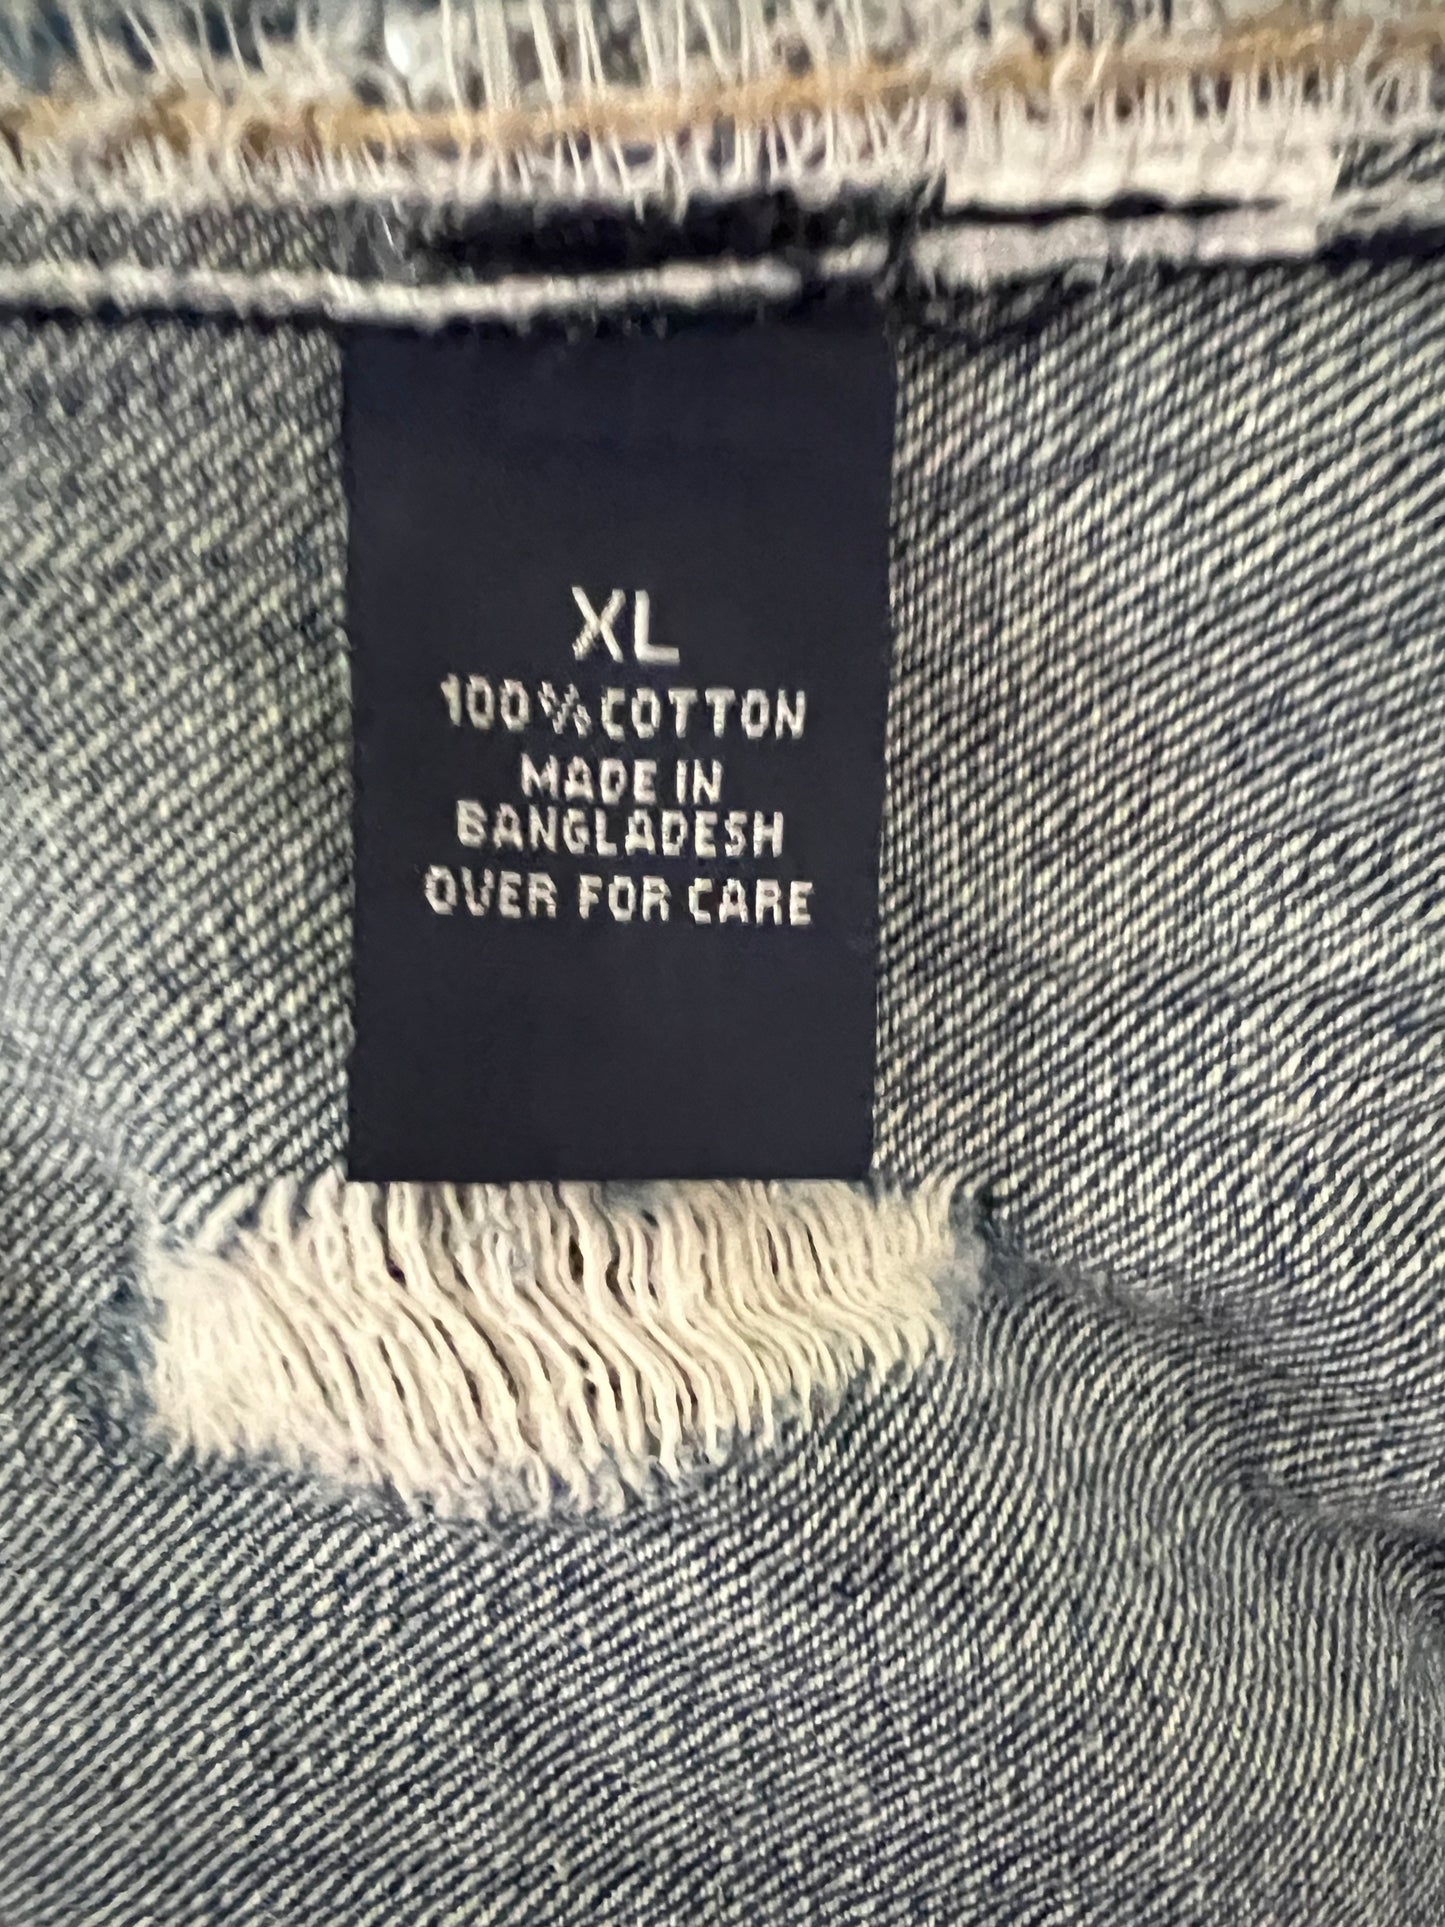 XL
100% COTTON
MADE IN
BANGLADESH
OVER FOR CARE